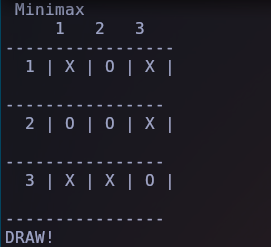 Minimax
1 2 3
-----------------
1 | X | O | X |
----------------
2 | O | O | X |
----------------
3 | X | X | O |
----------------
DRAW!